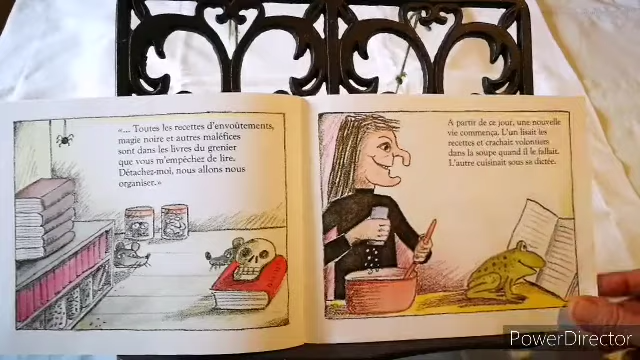 «... Toutes les recettes d'envoûtements,
magie noire et autres maléfices
sont dans les livres du grenier
que vous m'empêchez de lire.
Détachez-moi, nous allons nous
organiser.»
A partir de ce jour, une nouvelle
vie commença. L'un lisait les
recettes et crachait volontiers
dans la soupe quand il le fallait.
L'autre cuisinait sous sa dictée.
PowerDirector